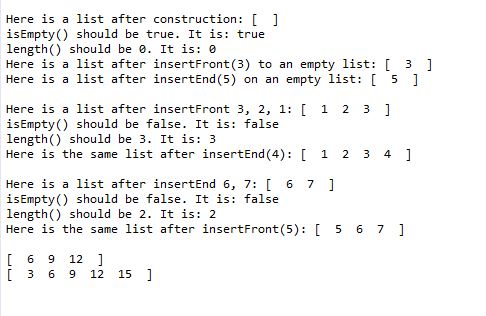 Here is a list after construction: [  ]
isEmpty() should be true. It is: true
length() should be 0. It is: 0
Here is a list after insertFront(3) to an empty list: [  3  ]
Here is a list after insertEnd(5) on an empty list: [  5  ]
Here is a list after insertFront 3, 2, 1: [  1  2  3  ]
isEmpty() should be false. It is: false
length() should be 3. It is: 3
Here is the same list after insertEnd(4): [  1  2  3  4  ]
Here is a list after insertEnd 6, 7: [  6  7  ]
isEmpty() should be false. It is: false
length() should be 2. It is: 2
Here is the same list after insertFront(5): [  5  6  7  ]
[  6  9  12  ]
[  3  6  9  12  15  ]